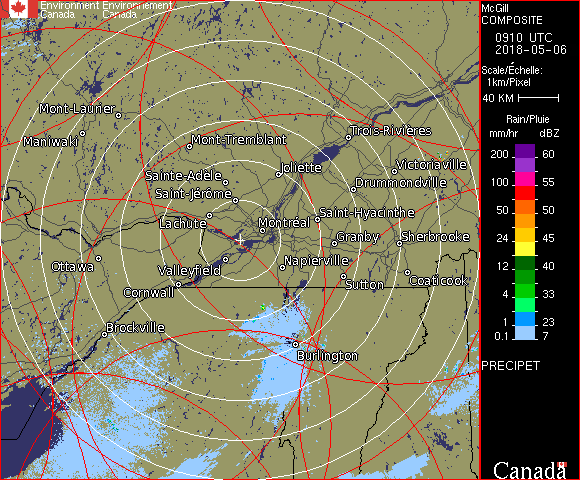 Environment Environnement
Canada Canada
McGill
COMPOSITE
0910 UTC
2018-05-06
Scale/Échelle:
1km/Pixel
40 KM
Rain/Pluie
mm/hr dBZ
200 60
100 55
50 50
24 45
12 40
4 33
1 23
0.1 7
PRECIPET
Canada
Mont-Laurier
Maniwaki
Mont-Tremblant
Trois-Rivières
Sainte-Adèle
Joliette
Victoriaville
Saint-Jérôme
Drummondville
Lachute
Montréal
Saint-Hyacinthe
Granby
Sherbrooke
Ottawa
Valleyfield
Napierville
Cornwall
Sutton
Coaticook
Brockville
Burlington